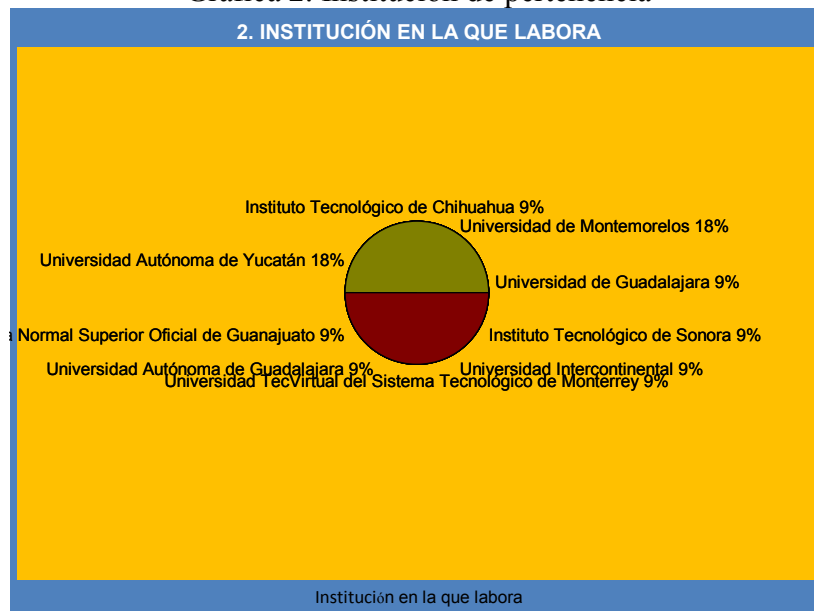 2. INSTITUCIÓN EN LA QUE LABORA
Instituto Tecnológico de Chihuahua 9%
Universidad de Montemorelos 18%
Universidad Autónoma de Yucatán 18%
Universidad de Guadalajara 9%
Normal Superior Oficial de Guanajuato 9%
Instituto Tecnológico de Sonora 9%
Universidad Autónoma de Guadalajara 9%
Universidad Intercontinental 9%
Universidad TecVirtual del Sistema Tecnológico de Monterrey 9%
Institución en la que labora